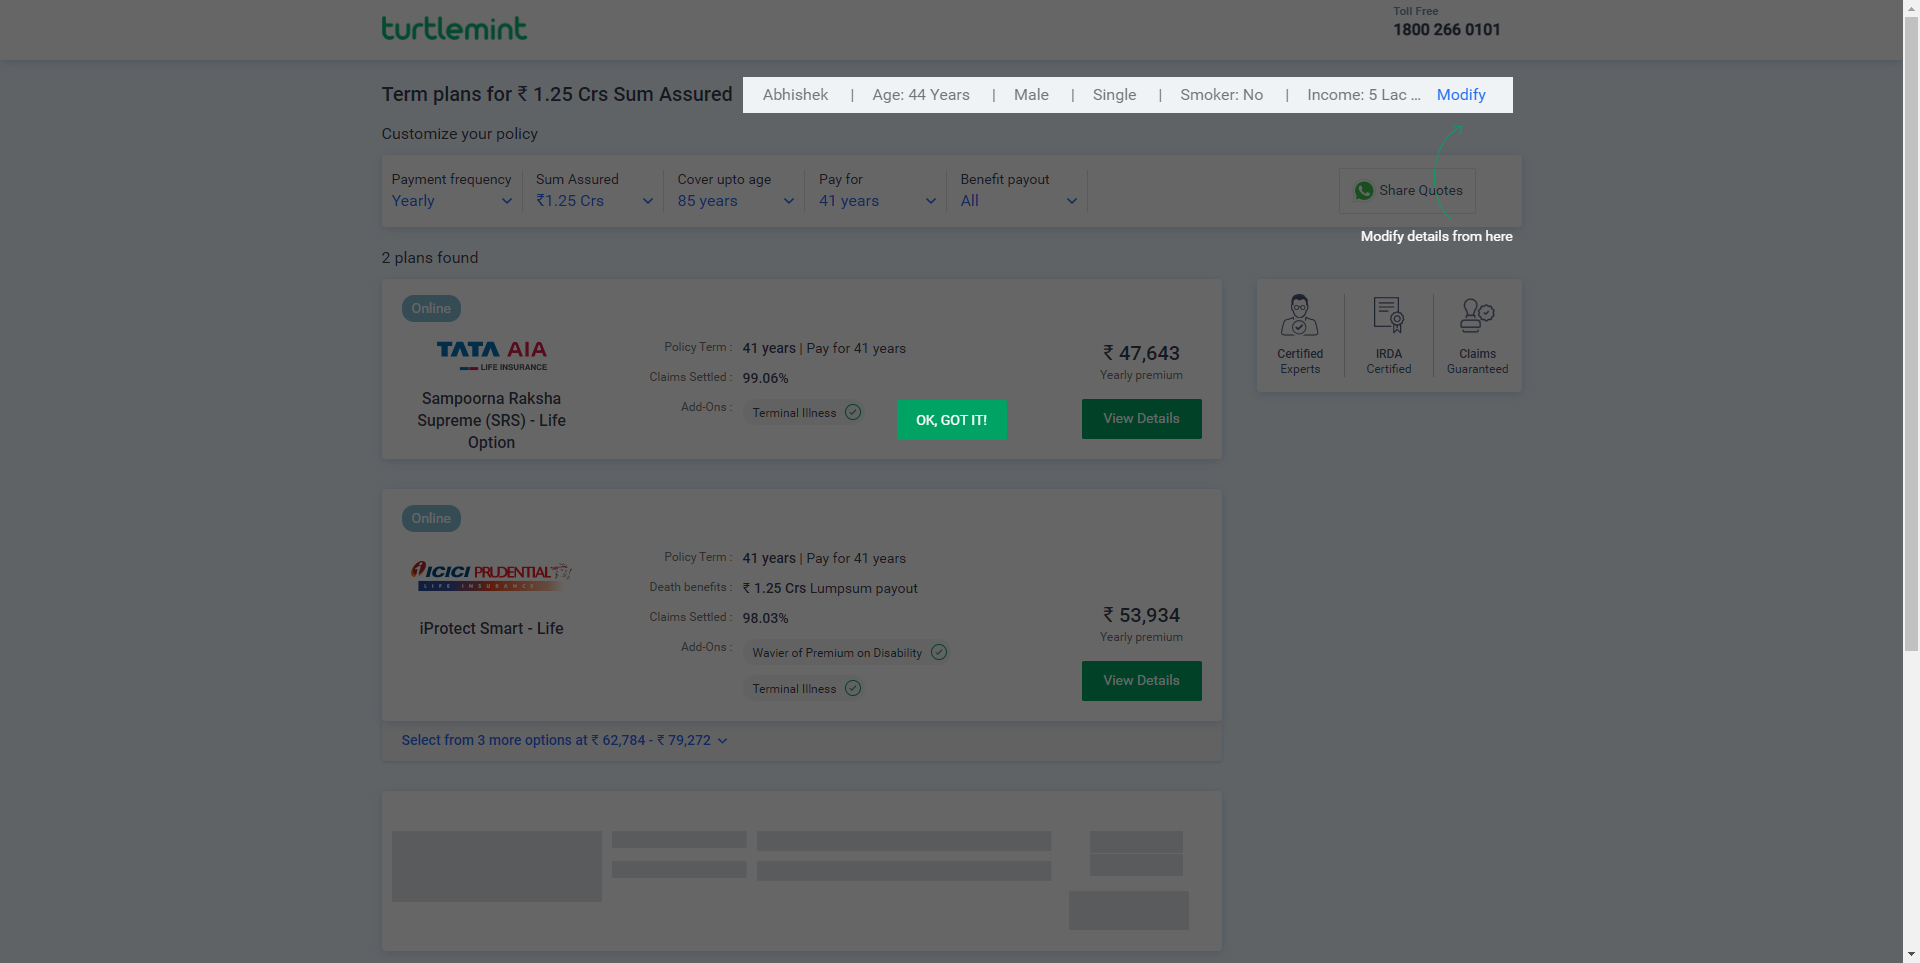 turtlemint
Toll Free
1800 266 0101
Term plans for ₹ 1.25 Crs Sum Assured
Abhishek | Age: 44 Years | Male | Single | Smoker: No | Income: 5 Lac ... Modify
Customize your policy
Payment frequency
Yearly
Sum Assured
₹1.25 Crs
Cover upto age
85 years
Pay for
41 years
Benefit payout
All
Share Quotes
Modify details from here
2 plans found
Online
TATA AIA
LIFE INSURANCE
Sampoorna Raksha
Supreme (SRS) - Life
Option
Policy Term : 41 years | Pay for 41 years
Claims Settled : 99.06%
Add-Ons : Terminal Illness
₹ 47,643
Yearly premium
View Details
OK, GOT IT!
Certified
Experts
IRDA
Certified
Claims
Guaranteed
Online
ICICI PRUDENTIAL
LIFE INSURANCE
iProtect Smart - Life
Policy Term : 41 years | Pay for 41 years
Death benefits : ₹ 1.25 Crs Lumpsum payout
Claims Settled : 98.03%
Add-Ons : Wavier of Premium on Disability
Terminal Illness
₹ 53,934
Yearly premium
View Details
Select from 3 more options at ₹ 62,784 - ₹ 79,272